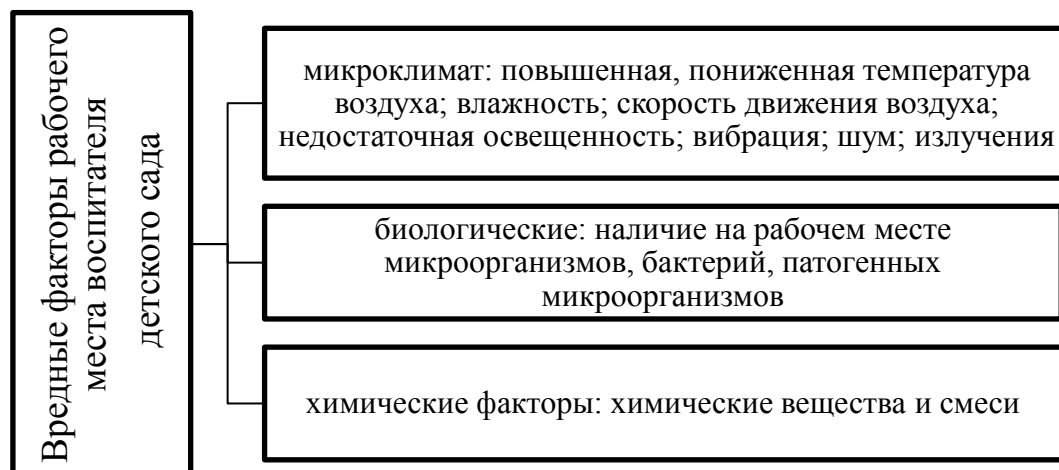 Вредные факторы рабочего
места воспитателя
детского сада
микроклимат: повышенная, пониженная температура
воздуха; влажность; скорость движения воздуха;
недостаточная освещенность; вибрация; шум; излучения
биологические: наличие на рабочем месте
микроорганизмов, бактерий, патогенных
микроорганизмов
химические факторы: химические вещества и смеси